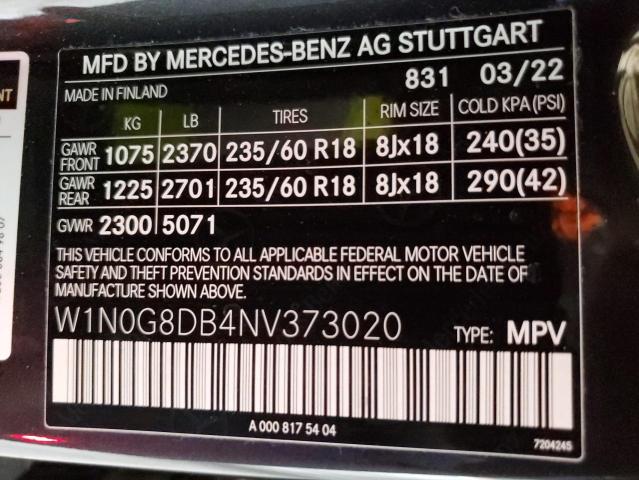 MFD BY MERCEDES-BENZ AG STUTTGART
831 03/22
MADE IN FINLAND
KG LB TIRES RIM SIZE COLD KPA(PSI)
GAWR FRONT 1075 2370 235/60 R18 8Jx18 240(35)
GAWR REAR 1225 2701 235/60 R18 8Jx18 290(42)
GVWR 2300 5071
THIS VEHICLE CONFORMS TO ALL APPLICABLE FEDERAL MOTOR VEHICLE
SAFETY AND THEFT PREVENTION STANDARDS IN EFFECT ON THE DATE OF
MANUFACTURE SHOWN ABOVE.
W1N0G8DB4NV373020 TYPE: MPV
A 000 817 54 04
7204245